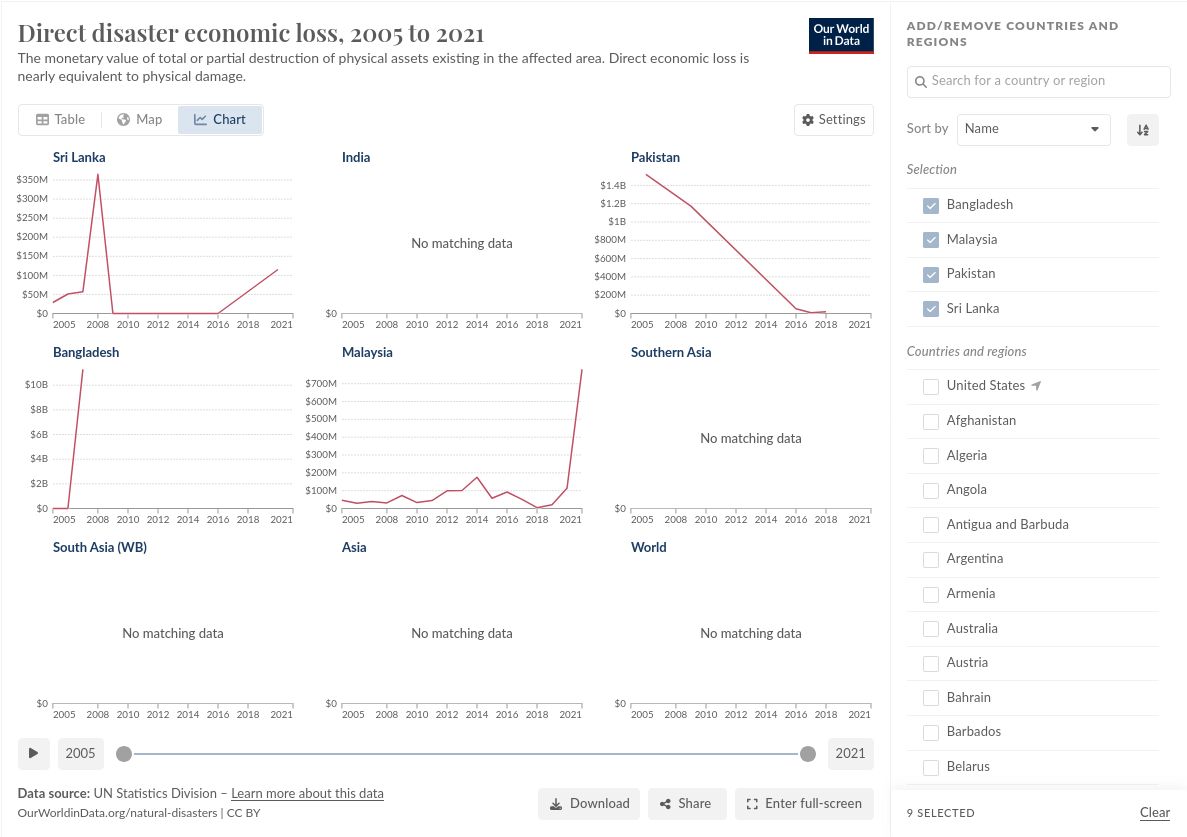 Direct disaster economic loss, 2005 to 2021
The monetary value of total or partial destruction of physical assets existing in the affected area. Direct economic loss is
nearly equivalent to physical damage.
Our World
in Data
Table
Map
Chart
Settings
Sri Lanka
$350M
$300M
$250M
$200M
$150M
$100M
$50M
$0
2005 2008 2010 2012 2014 2016 2018 2021
India
No matching data
$0
2005 2008 2010 2012 2014 2016 2018 2021
Pakistan
$1.4B
$1.2B
$1B
$800M
$600M
$400M
$200M
$0
2005 2008 2010 2012 2014 2016 2018 2021
Bangladesh
$10B
$8B
$6B
$4B
$2B
$0
2005 2008 2010 2012 2014 2016 2018 2021
Malaysia
$700M
$600M
$500M
$400M
$300M
$200M
$100M
$0
2005 2008 2010 2012 2014 2016 2018 2021
Southern Asia
No matching data
$0
2005 2008 2010 2012 2014 2016 2018 2021
South Asia (WB)
No matching data
$0
2005 2008 2010 2012 2014 2016 2018 2021
Asia
No matching data
$0
2005 2008 2010 2012 2014 2016 2018 2021
World
No matching data
$0
2005 2008 2010 2012 2014 2016 2018 2021
2005
2021
Data source: UN Statistics Division – Learn more about this data
OurWorldinData.org/natural-disasters | CC BY
Download
Share
Enter full-screen
ADD/REMOVE COUNTRIES AND
REGIONS
Search for a country or region
Sort by
Name
Selection
Bangladesh
Malaysia
Pakistan
Sri Lanka
Countries and regions
United States
Afghanistan
Algeria
Angola
Antigua and Barbuda
Argentina
Armenia
Australia
Austria
Bahrain
Barbados
Belarus
9 SELECTED
Clear